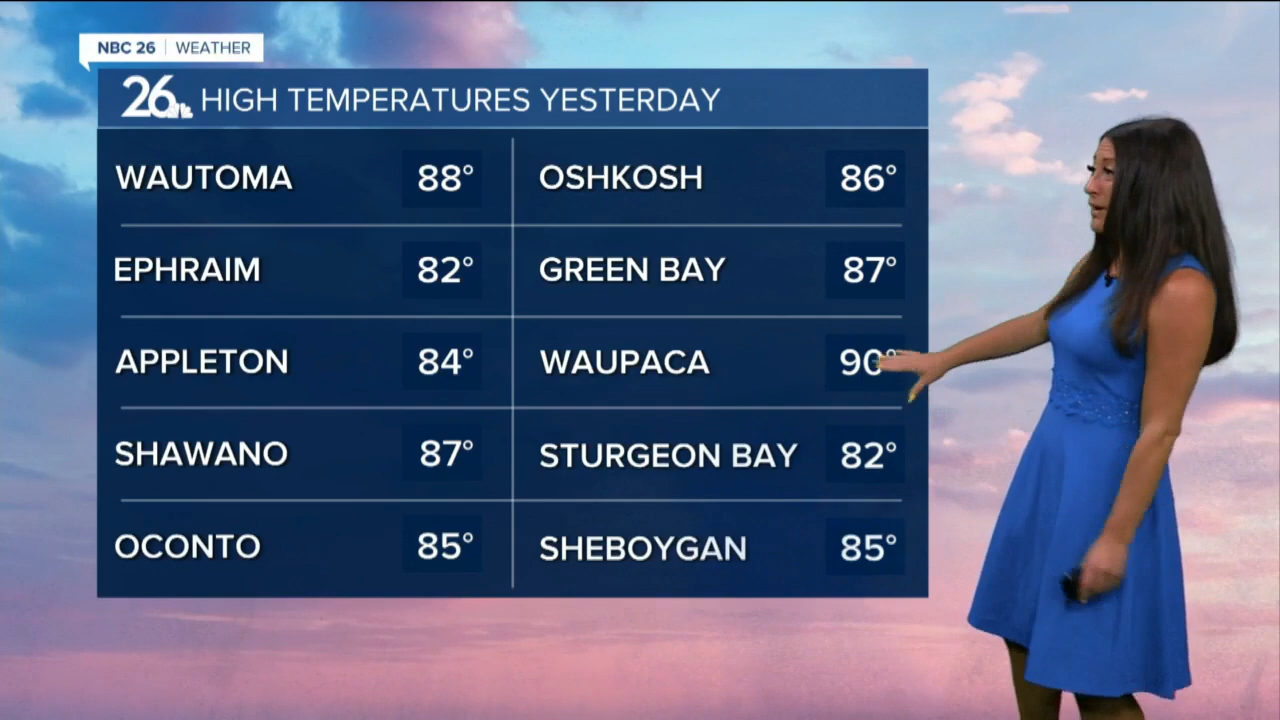 NBC 26 | WEATHER
26 HIGH TEMPERATURES YESTERDAY
WAUTOMA 88°
EPHRAIM 82°
APPLETON 84°
SHAWANO 87°
OCONTO 85°
OSHKOSH 86°
GREEN BAY 87°
WAUPACA 90°
STURGEON BAY 82°
SHEBOYGAN 85°